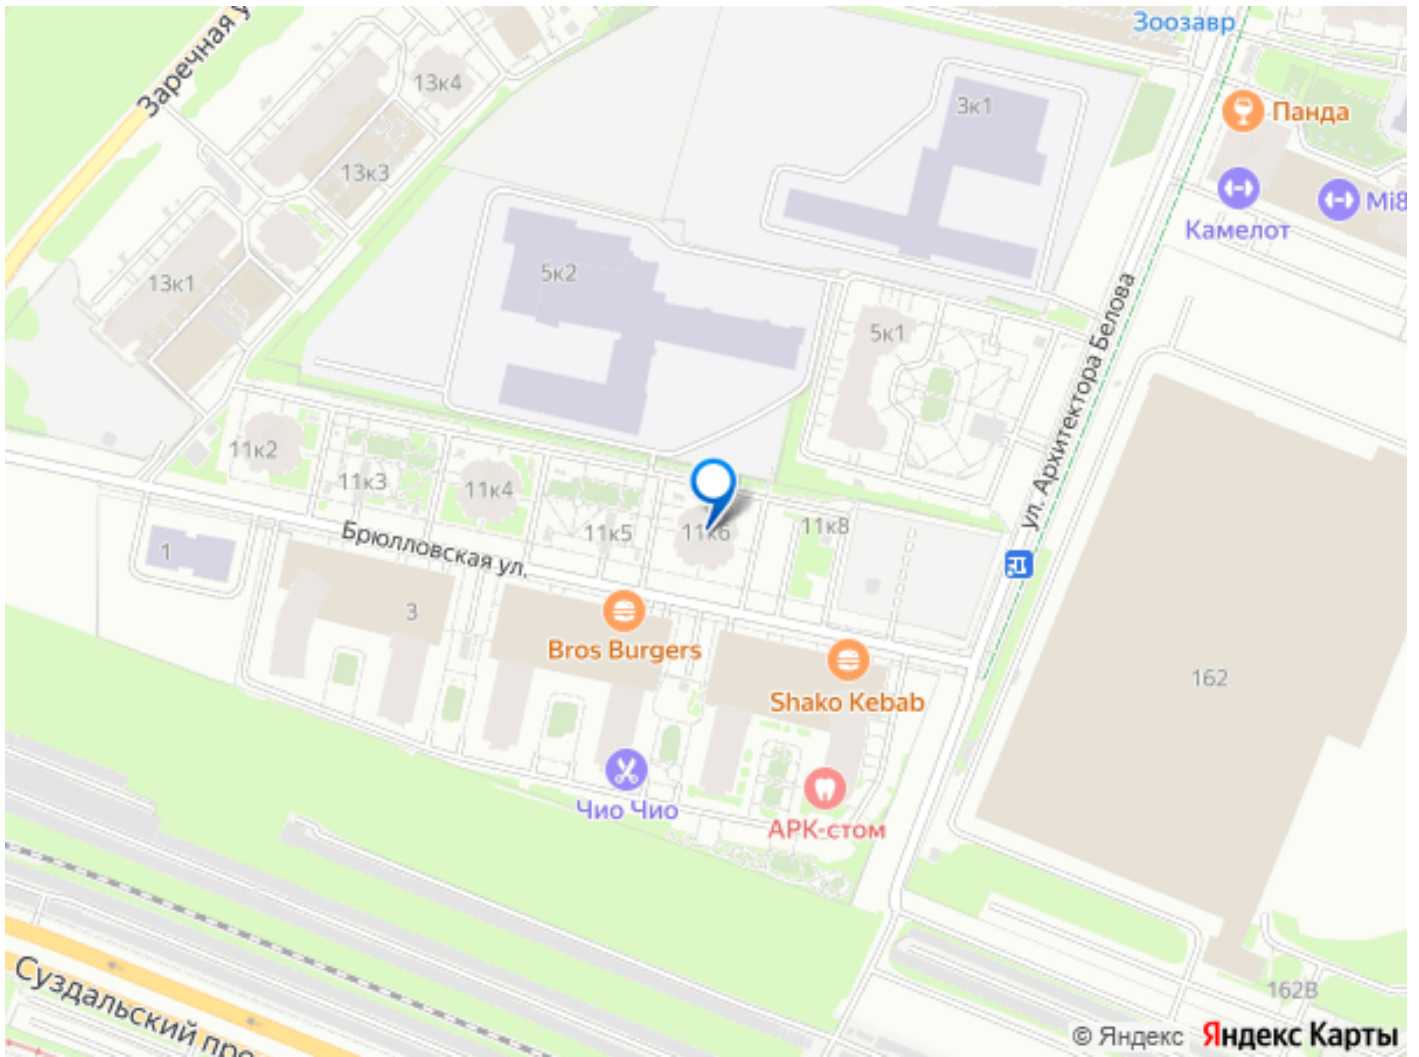 Зоозавр
Заречная у
13к4
3к1
Панда
13к3
Mi8
Камелот
5к2
13к1
ул. Архитектора Белова
5к1
11к2
11к3
11к4
11к5
11к6
11к8
Брюлловская ул.
1
3
Bros Burgers
162
Shako Kebab
Чио Чио
АРК-стом
Суздальский про
162В
© Яндекс Яндекс Карты